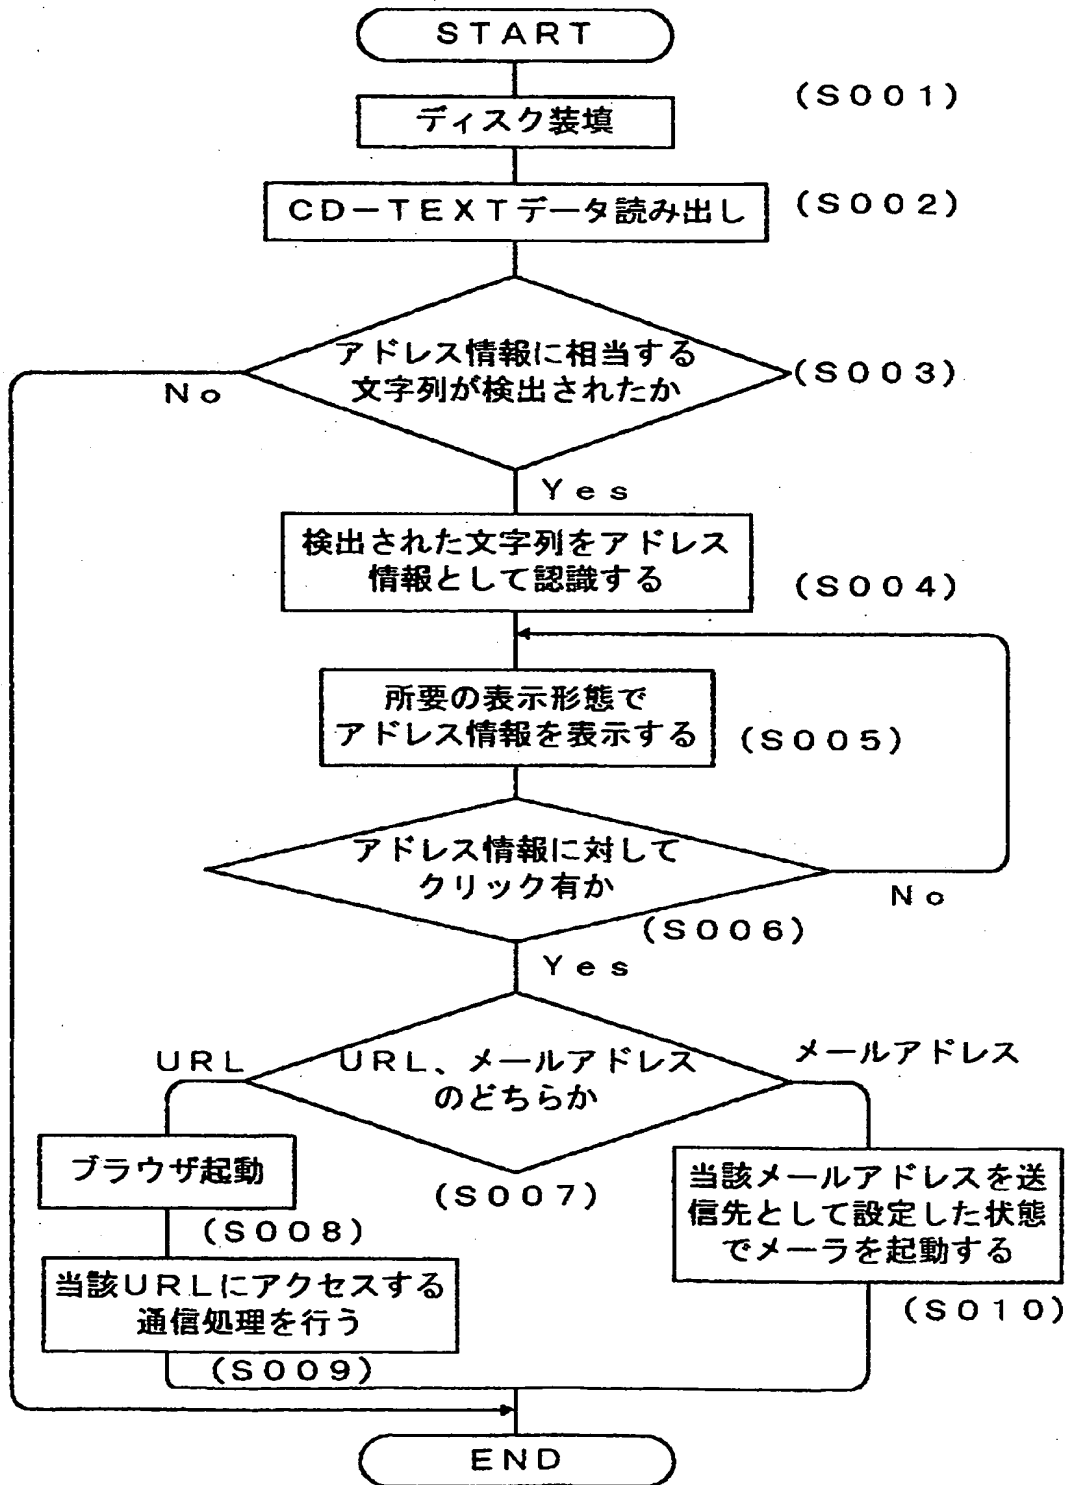 START
ディスク装填
(S001)
CD－TEXTデータ読み出し
(S002)
アドレス情報に相当する
文字列が検出されたか
(S003)
No
Yes
検出された文字列をアドレス
情報として認識する
(S004)
所要の表示形態で
アドレス情報を表示する
(S005)
アドレス情報に対して
クリック有か
No
(S006)
Yes
URL
URL、メールアドレス
のどちらか
メールアドレス
(S007)
ブラウザ起動
(S008)
当該URLにアクセスする
通信処理を行う
(S009)
当該メールアドレスを送
信先として設定した状態
でメーラを起動する
(S010)
END